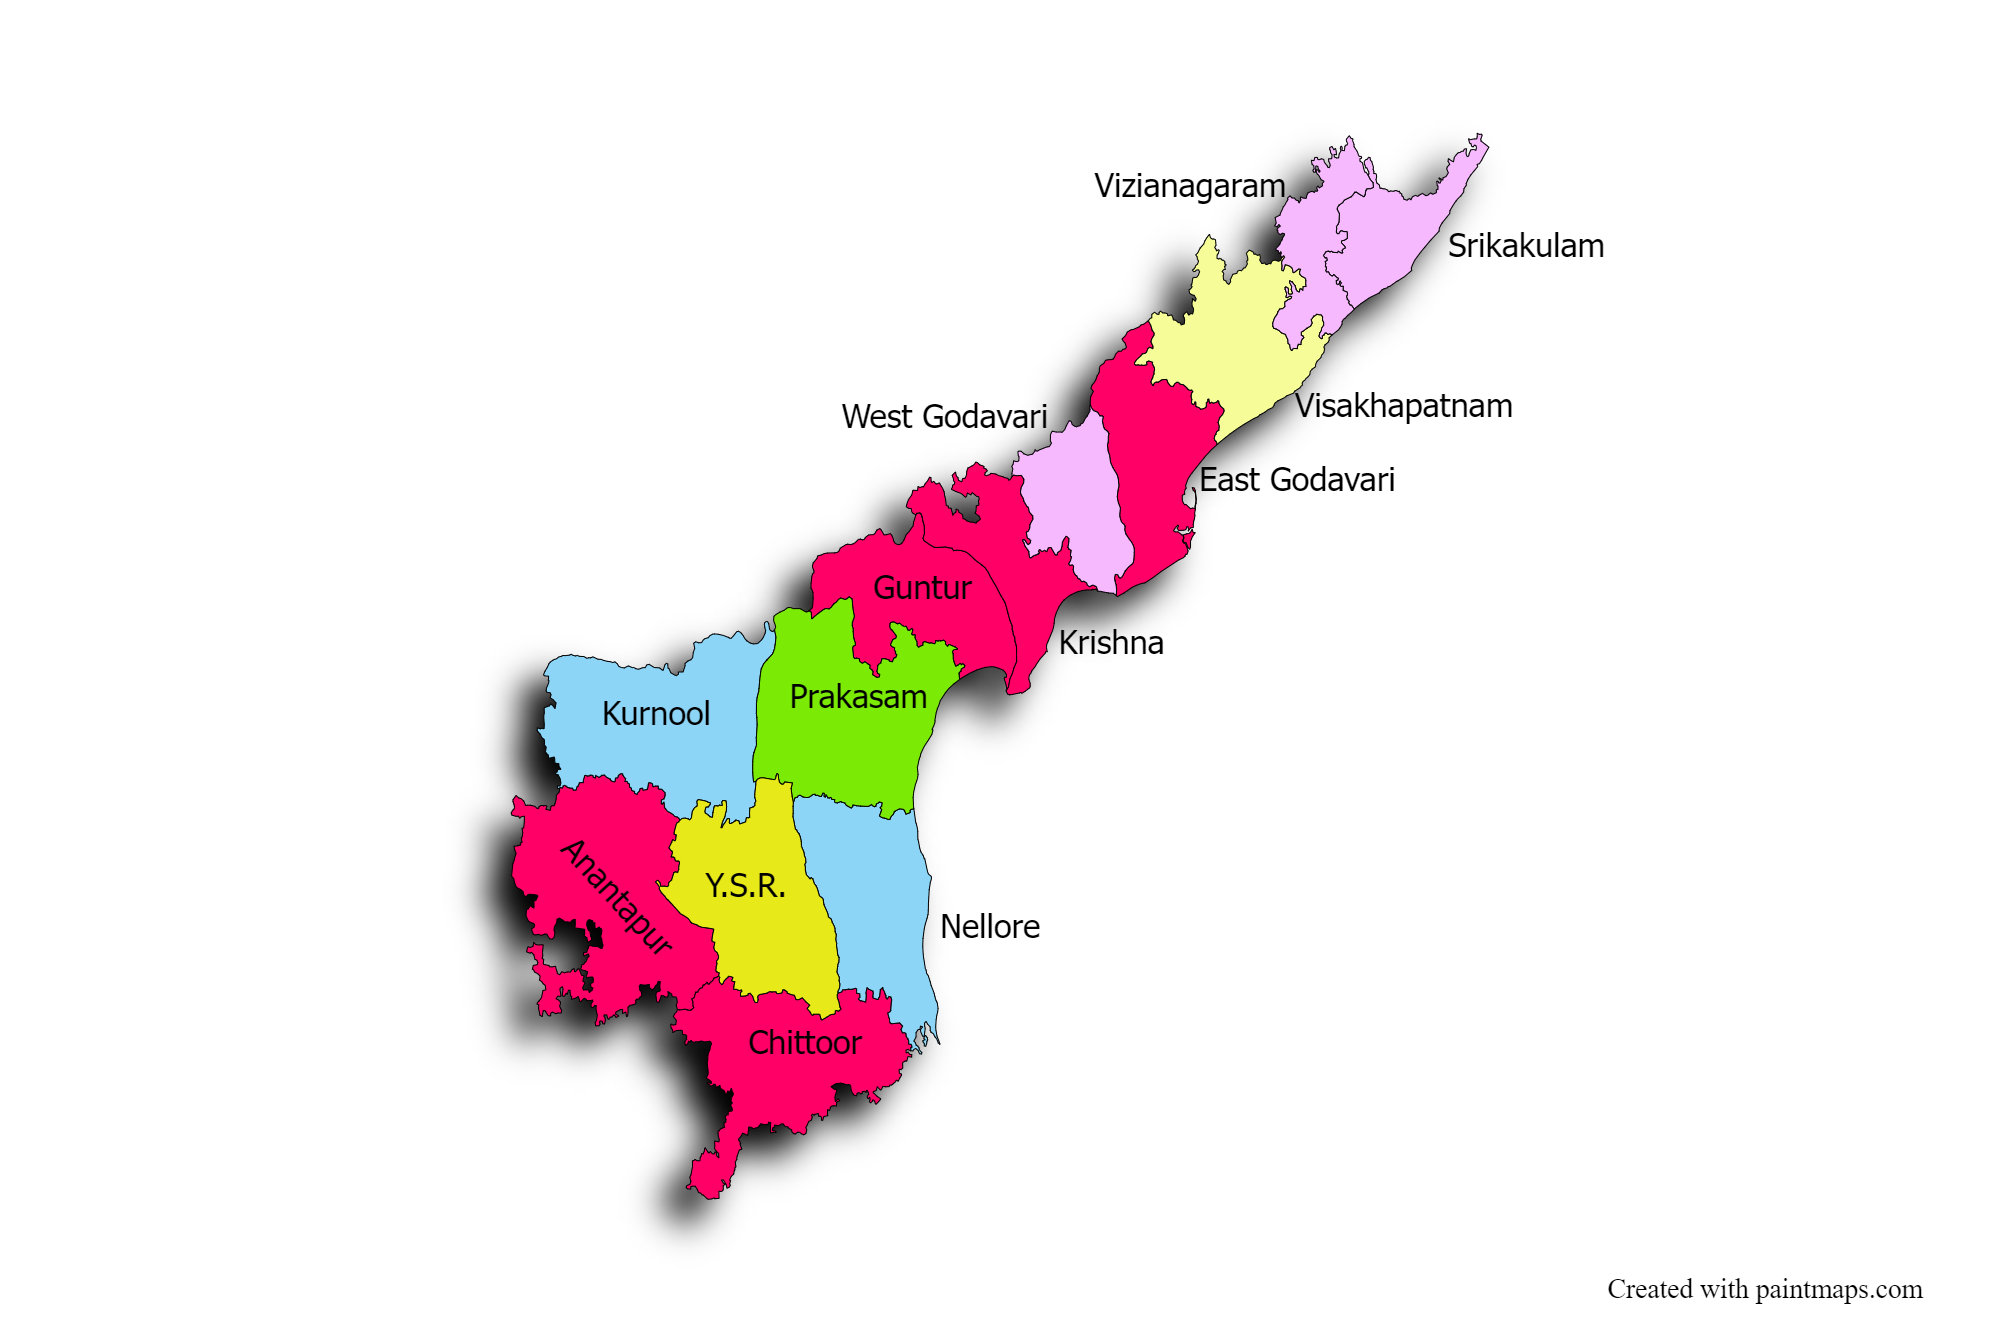 Vizianagaram
Srikakulam
Visakhapatnam
West Godavari
East Godavari
Guntur
Krishna
Prakasam
Kurnool
Anantapur
Y.S.R.
Nellore
Chittoor
Created with paintmaps.com